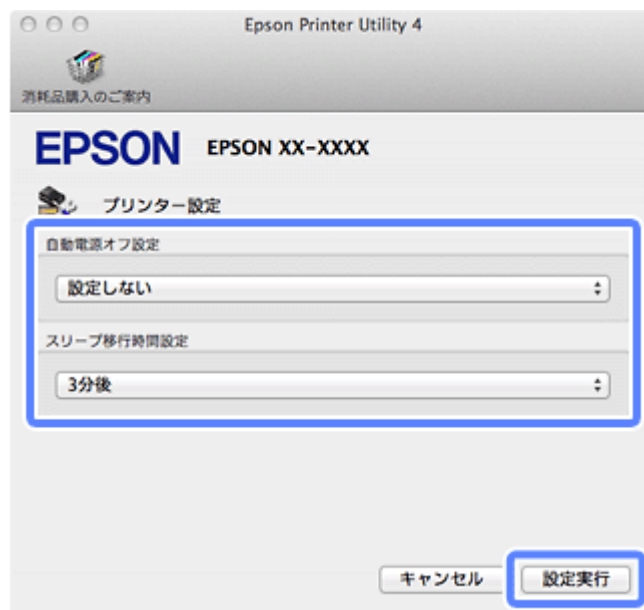 Epson Printer Utility 4
消耗品購入のご案内
EPSON EPSON XX-XXXX
プリンター設定
自動電源オフ設定
設定しない
スリープ移行時間設定
3分後
キャンセル 設定実行